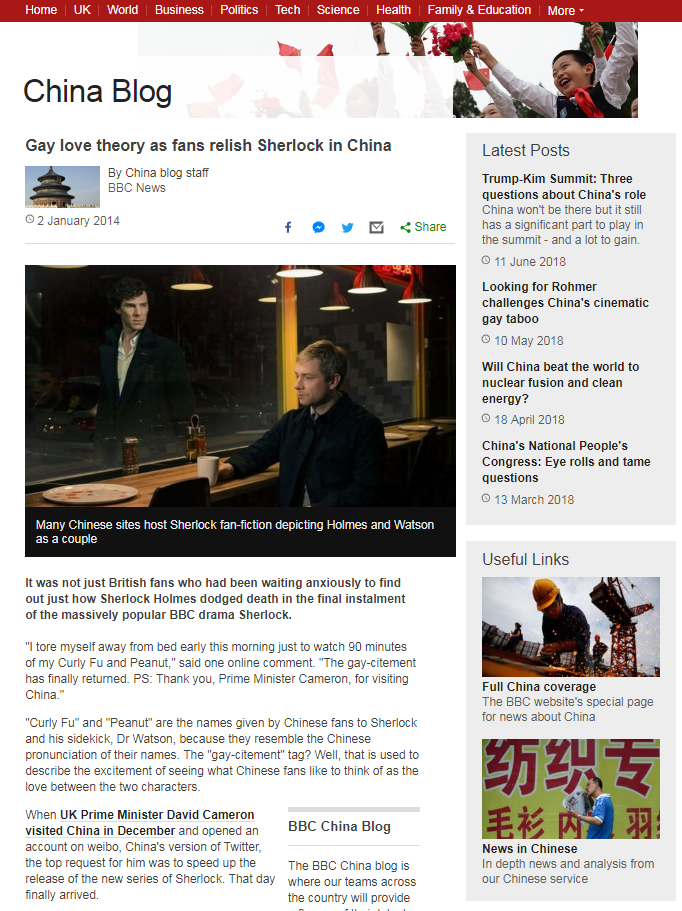 Home UK World Business Politics Tech Science Health Family & Education More
China Blog
Gay love theory as fans relish Sherlock in China
By China blog staff
BBC News
2 January 2014
Share
Many Chinese sites host Sherlock fan-fiction depicting Holmes and Watson
as a couple
It was not just British fans who had been waiting anxiously to find
out just how Sherlock Holmes dodged death in the final instalment
of the massively popular BBC drama Sherlock.
"I tore myself away from bed early this morning just to watch 90 minutes
of my Curly Fu and Peanut," said one online comment. "The gay-citement
has finally returned. PS: Thank you, Prime Minister Cameron, for visiting
China."
"Curly Fu" and "Peanut" are the names given by Chinese fans to Sherlock
and his sidekick, Dr Watson, because they resemble the Chinese
pronunciation of their names. The "gay-citement" tag? Well, that is used to
describe the excitement of seeing what Chinese fans like to think of as the
love between the two characters.
When UK Prime Minister David Cameron
visited China in December and opened an
account on weibo, China's version of Twitter,
the top request for him was to speed up the
release of the new series of Sherlock. That day
finally arrived.
BBC China Blog
The BBC China blog is
where our teams across
the country will provide
Latest Posts
Trump-Kim Summit: Three
questions about China's role
China won't be there but it still
has a significant part to play in
the summit - and a lot to gain.
11 June 2018
Looking for Rohmer
challenges China's cinematic
gay taboo
10 May 2018
Will China beat the world to
nuclear fusion and clean
energy?
18 April 2018
China's National People's
Congress: Eye rolls and tame
questions
13 March 2018
Useful Links
Full China coverage
The BBC website's special page
for news about China
纺织专
毛衫 内 羽
News in Chinese
In depth news and analysis from
our Chinese service